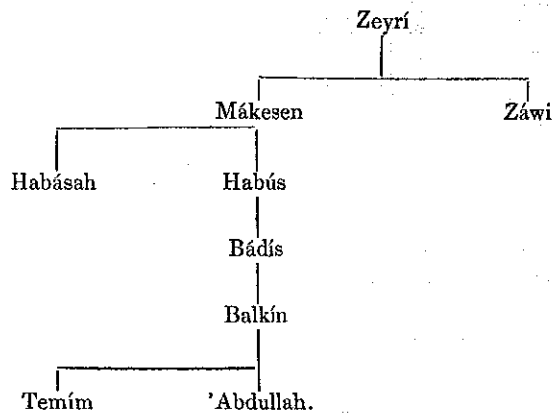 Zeyrí
Mákesen Záwi
Habásah Habús
Bádís
Balkín
Temím 'Abdullah.